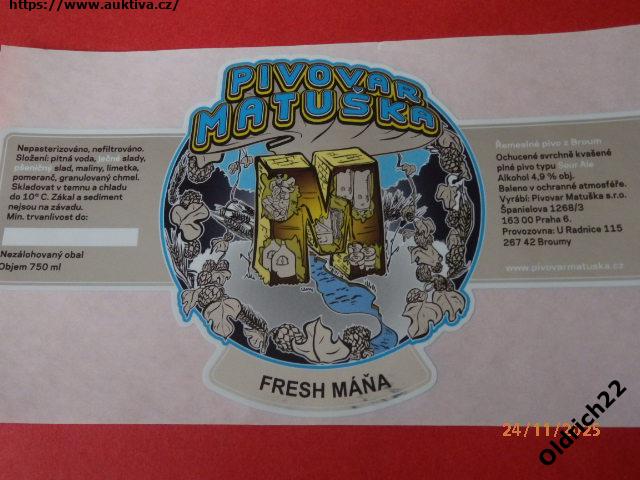 https://www.auktiva.cz/
PIVOVAR
MATUŠKA
Nepasterizováno, nefiltrováno.
Složení: pitná voda, ječné slady,
pšeničný slad, maliny, limetka,
pomeranč, granulovaný chmel.
Skladovat v temnu a chladu
do 10° C. Zákal a sediment
nejsou na závadu.
Min. trvanlivost do:
Nezálohovaný obal
Objem 750 ml
M
Řemeslné pivo z Broum
Ochucené svrchně kvašené
plné pivo typu Sour Ale
Alkohol 4,9 % obj.
Baleno v ochranné atmosféře.
Vyrábí: Pivovar Matuška s.r.o.
Španielova 1268/3
163 00 Praha 6.
Provozovna: U Radnice 115
267 42 Broumy
www.pivovarmatuska.cz
FRESH MÁŇA
24/11/2025
Oldrich22